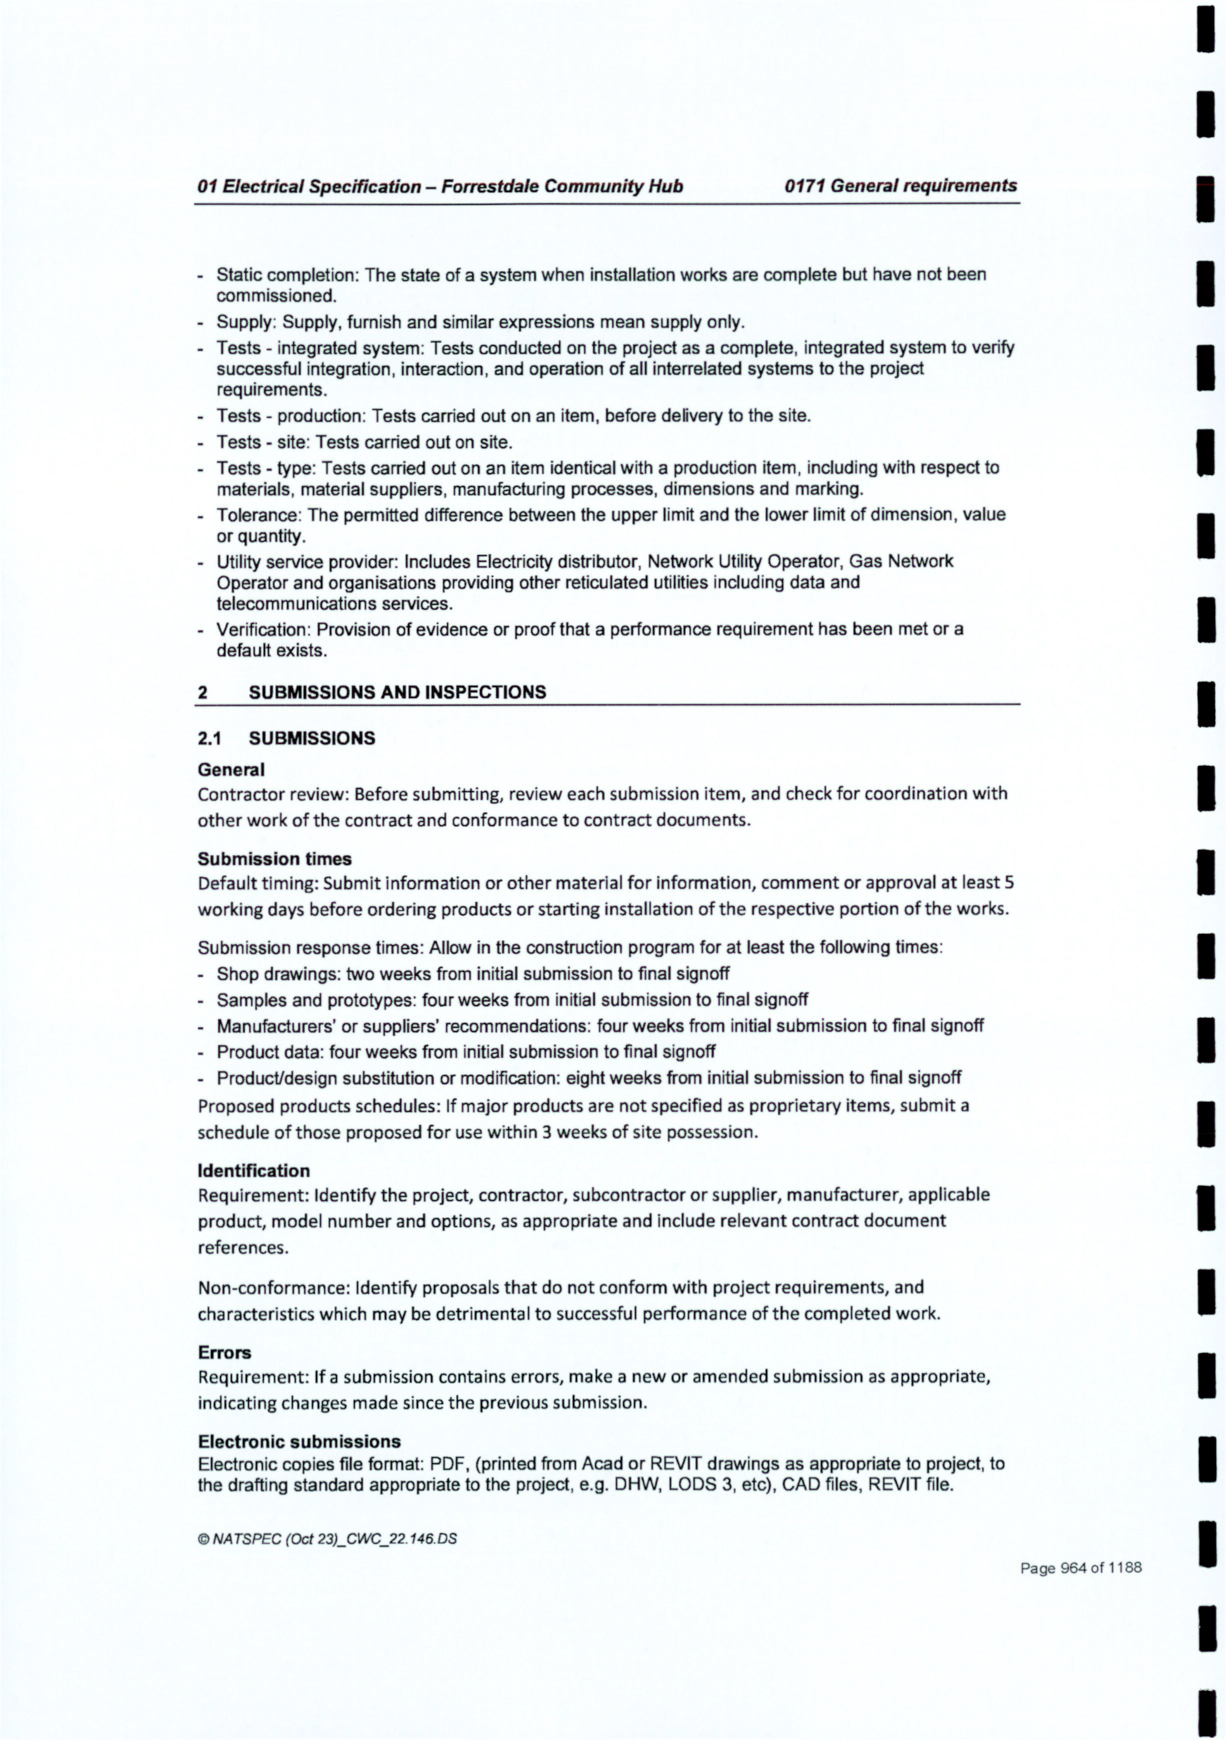 01 Electrical Specification – Forrestdale Community Hub 0171 General requirements
- Static completion: The state of a system when installation works are complete but have not been
commissioned.
- Supply: Supply, furnish and similar expressions mean supply only.
- Tests - integrated system: Tests conducted on the project as a complete, integrated system to verify
successful integration, interaction, and operation of all interrelated systems to the project
requirements.
- Tests - production: Tests carried out on an item, before delivery to the site.
- Tests - site: Tests carried out on site.
- Tests - type: Tests carried out on an item identical with a production item, including with respect to
materials, material suppliers, manufacturing processes, dimensions and marking.
- Tolerance: The permitted difference between the upper limit and the lower limit of dimension, value
or quantity.
- Utility service provider: Includes Electricity distributor, Network Utility Operator, Gas Network
Operator and organisations providing other reticulated utilities including data and
telecommunications services.
- Verification: Provision of evidence or proof that a performance requirement has been met or a
default exists.
2 SUBMISSIONS AND INSPECTIONS
2.1 SUBMISSIONS
General
Contractor review: Before submitting, review each submission item, and check for coordination with
other work of the contract and conformance to contract documents.
Submission times
Default timing: Submit information or other material for information, comment or approval at least 5
working days before ordering products or starting installation of the respective portion of the works.
Submission response times: Allow in the construction program for at least the following times:
- Shop drawings: two weeks from initial submission to final signoff
- Samples and prototypes: four weeks from initial submission to final signoff
- Manufacturers' or suppliers' recommendations: four weeks from initial submission to final signoff
- Product data: four weeks from initial submission to final signoff
- Product/design substitution or modification: eight weeks from initial submission to final signoff
Proposed products schedules: If major products are not specified as proprietary items, submit a
schedule of those proposed for use within 3 weeks of site possession.
Identification
Requirement: Identify the project, contractor, subcontractor or supplier, manufacturer, applicable
product, model number and options, as appropriate and include relevant contract document
references.
Non-conformance: Identify proposals that do not conform with project requirements, and
characteristics which may be detrimental to successful performance of the completed work.
Errors
Requirement: If a submission contains errors, make a new or amended submission as appropriate,
indicating changes made since the previous submission.
Electronic submissions
Electronic copies file format: PDF, (printed from Acad or REVIT drawings as appropriate to project, to
the drafting standard appropriate to the project, e.g. DHW, LODS 3, etc), CAD files, REVIT file.
© NATSPEC (Oct 23)_CWC_22.146.DS
Page 964 of 1188